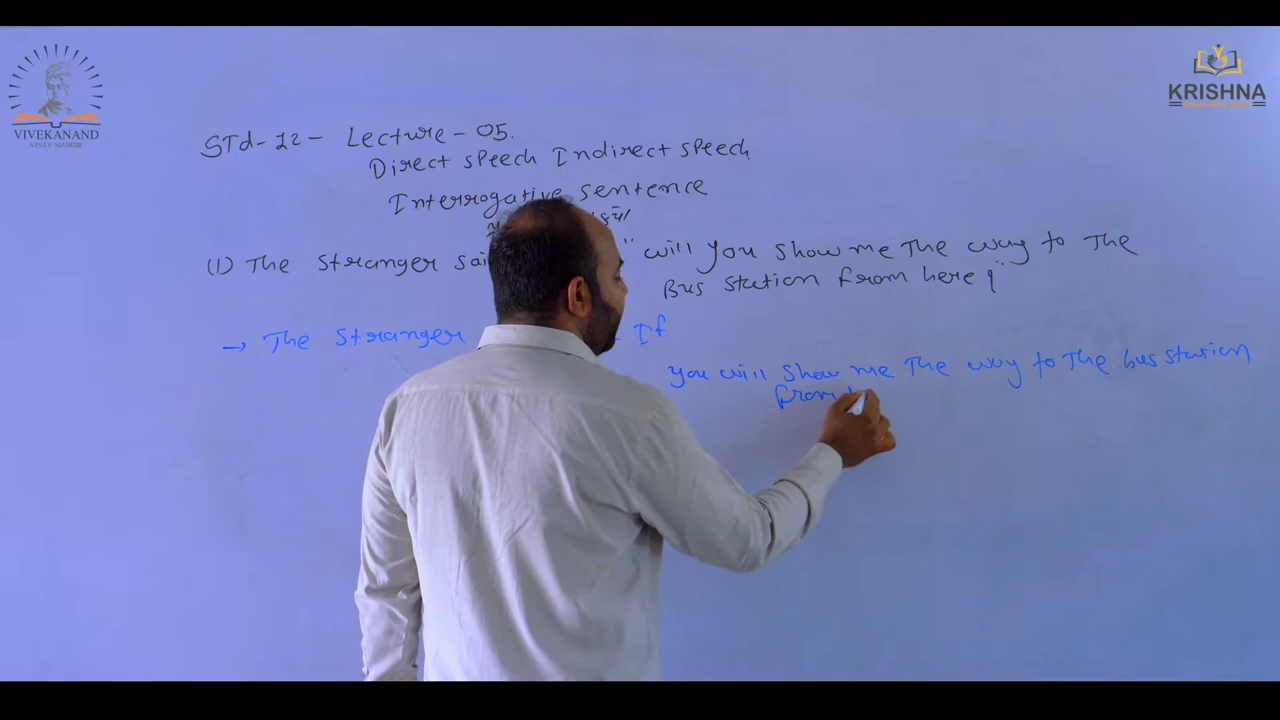 VIVEKANAND
VINAY MANDIR
KRISHNA
STd-12 - Lecture - 05.
Direct speech Indirect speech
Interrogative sentence
(1) The Stranger " will you show me The way to The
Bus station from here ?"
→ The Stranger If
you will show me The way to The bus station
from